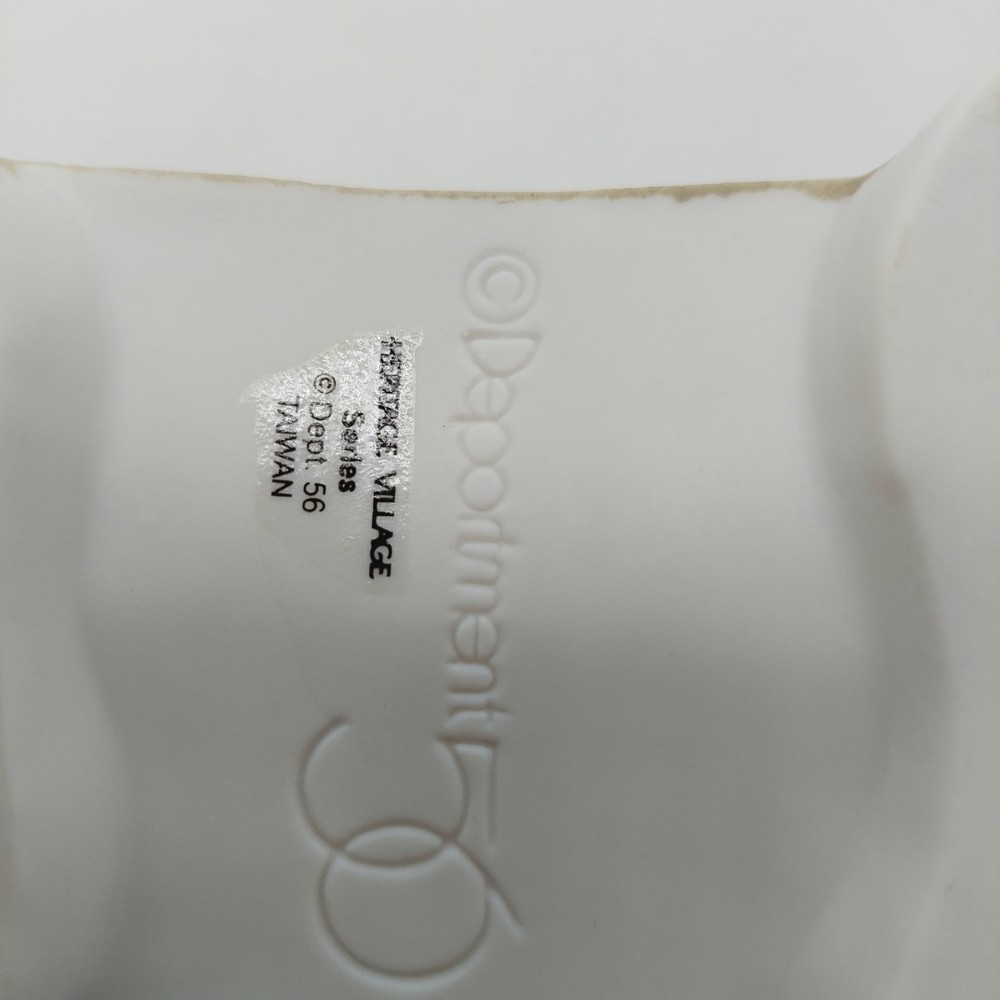 ©Department
56
HERITAGE VILLAGE
Series
© Dept. 56
TAIWAN